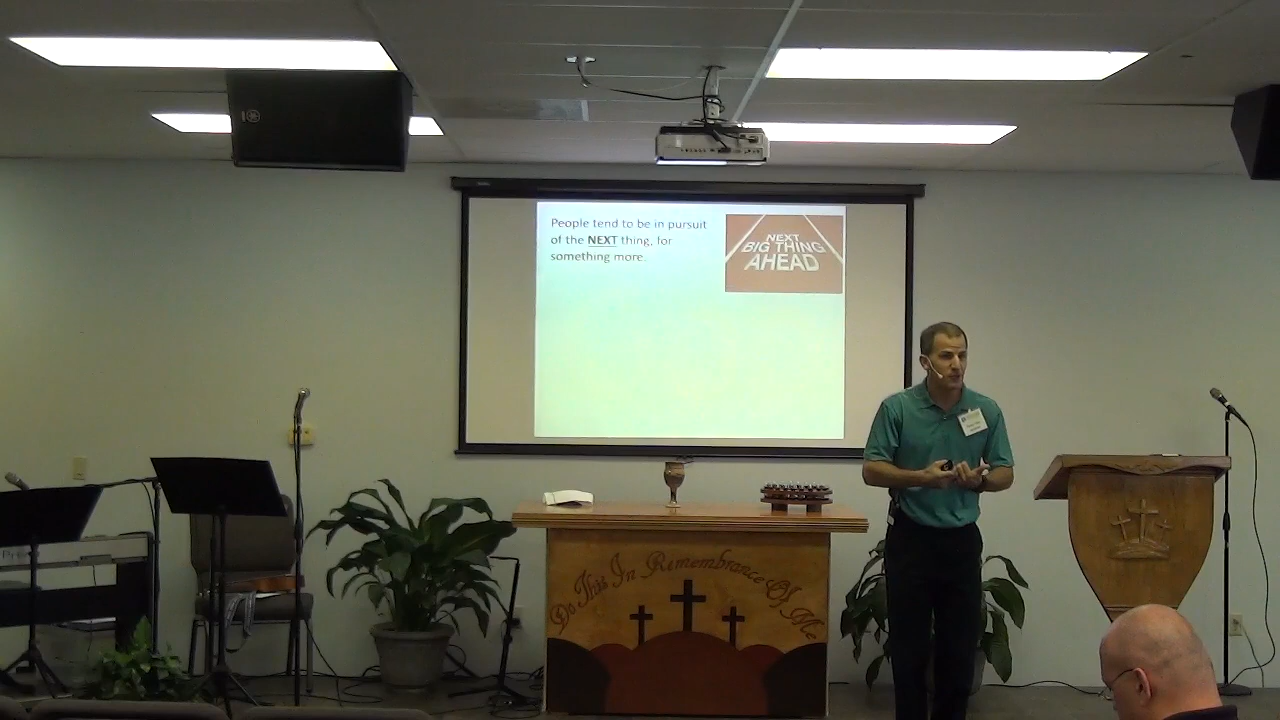 People tend to be in pursuit
of the NEXT thing, for
something more.
NEXT
BIG THING
AHEAD
Do This In Remembrance Of Me